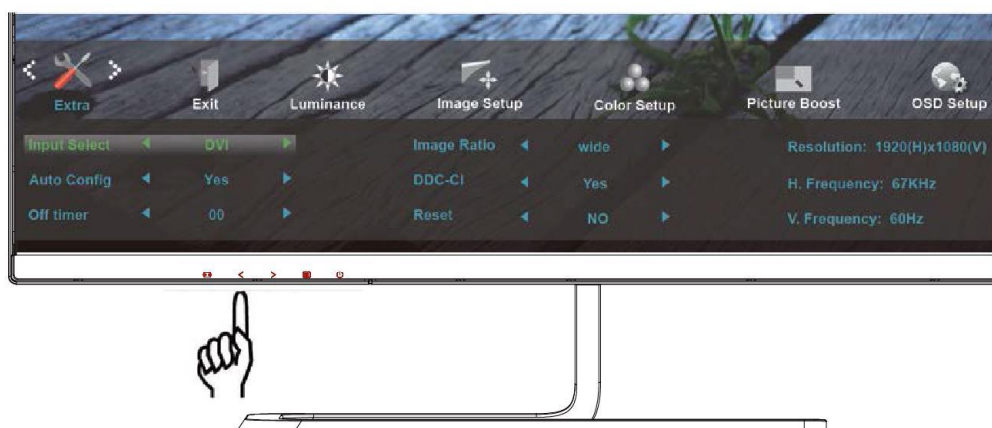 Extra Exit Luminance Image Setup Color Setup Picture Boost OSD Setup
Input Select DVI Image Ratio wide Resolution: 1920(H)x1080(V)
Auto Config Yes DDC-CI Yes H. Frequency: 67KHz
Off timer 00 Reset NO V. Frequency: 60Hz